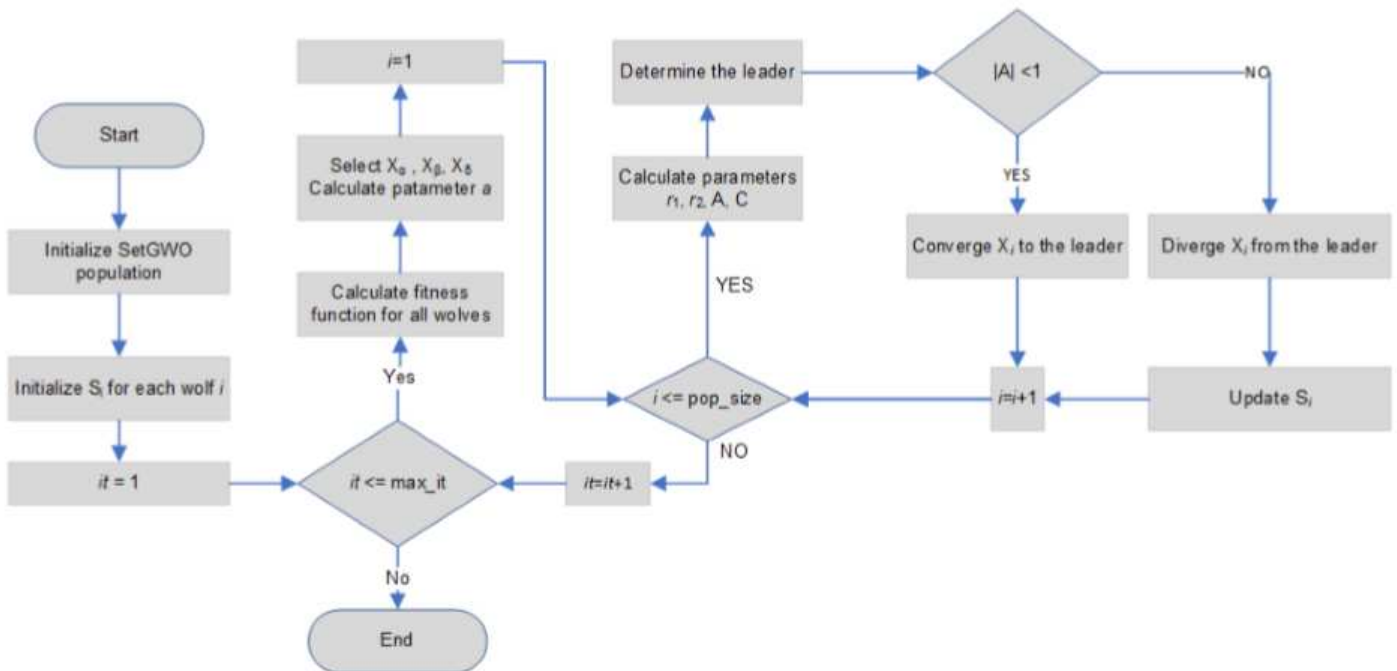 Start
Initialize SetGWO
population
Initialize Sᵢ for each wolf i
it = 1
it <= max_it
Yes
Calculate fitness
function for all wolves
Select Xα , Xβ, Xδ
Calculate patameter a
i=1
No
End
i <= pop_size
YES
Calculate parameters
r₁, r₂, A, C
Determine the leader
|A| <1
YES
Converge Xᵢ to the leader
NO
Diverge Xᵢ from the leader
Update Sᵢ
i=i+1
NO
it=it+1